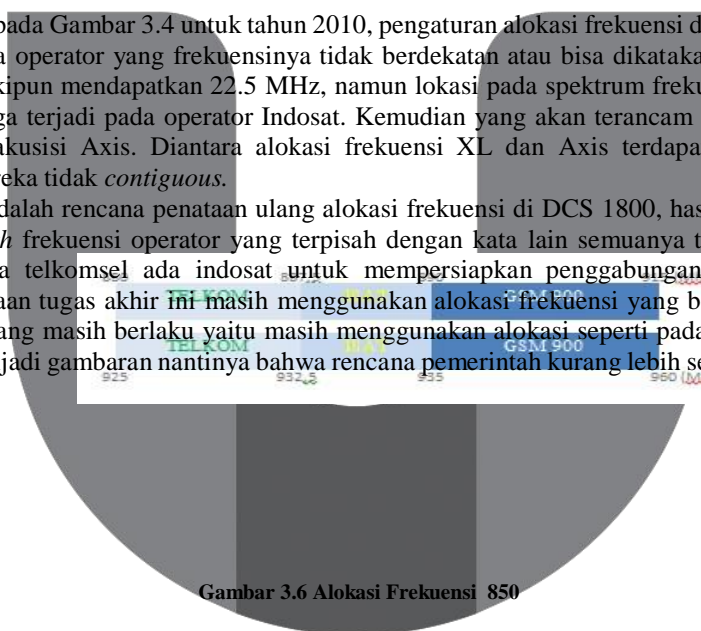 pada Gambar 3.4 untuk tahun 2010, pengaturan alokasi frekuensi d
a operator yang frekuensinya tidak berdekatan atau bisa dikataka
kipun mendapatkan 22.5 MHz, namun lokasi pada spektrum freku
ga terjadi pada operator Indosat. Kemudian yang akan terancam
akusisi Axis. Diantara alokasi frekuensi XL dan Axis terdapa
reka tidak contiguous.
dalah rencana penataan ulang alokasi frekuensi di DCS 1800, has
h frekuensi operator yang terpisah dengan kata lain semuanya t
a telkomsel ada indosat untuk mempersiapkan penggabungan
TELKOM GSM 900
aan tugas akhir ini masih menggunakan alokasi frekuensi yang b
ang masih berlaku yaitu masih menggunakan alokasi seperti pada
TELKOM GSM 900
jadi gambaran nantinya bahwa rencana pemerintah kurang lebih se
925 932,5 935 960 (M
Gambar 3.6 Alokasi Frekuensi 850